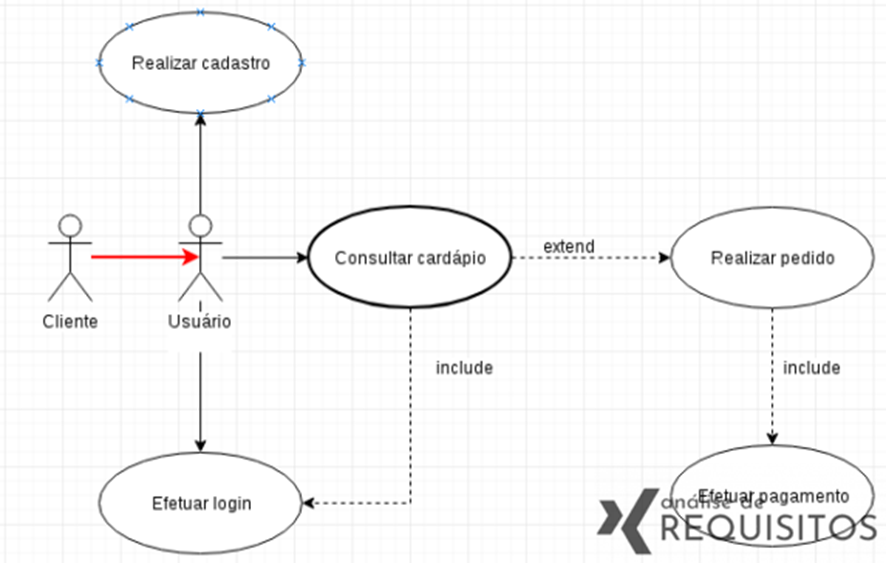 Realizar cadastro
Consultar cardápio
extend
Realizar pedido
Cliente
Usuário
include
include
Efetuar login
Efetuar pagamento
análise de
REQUISITOS